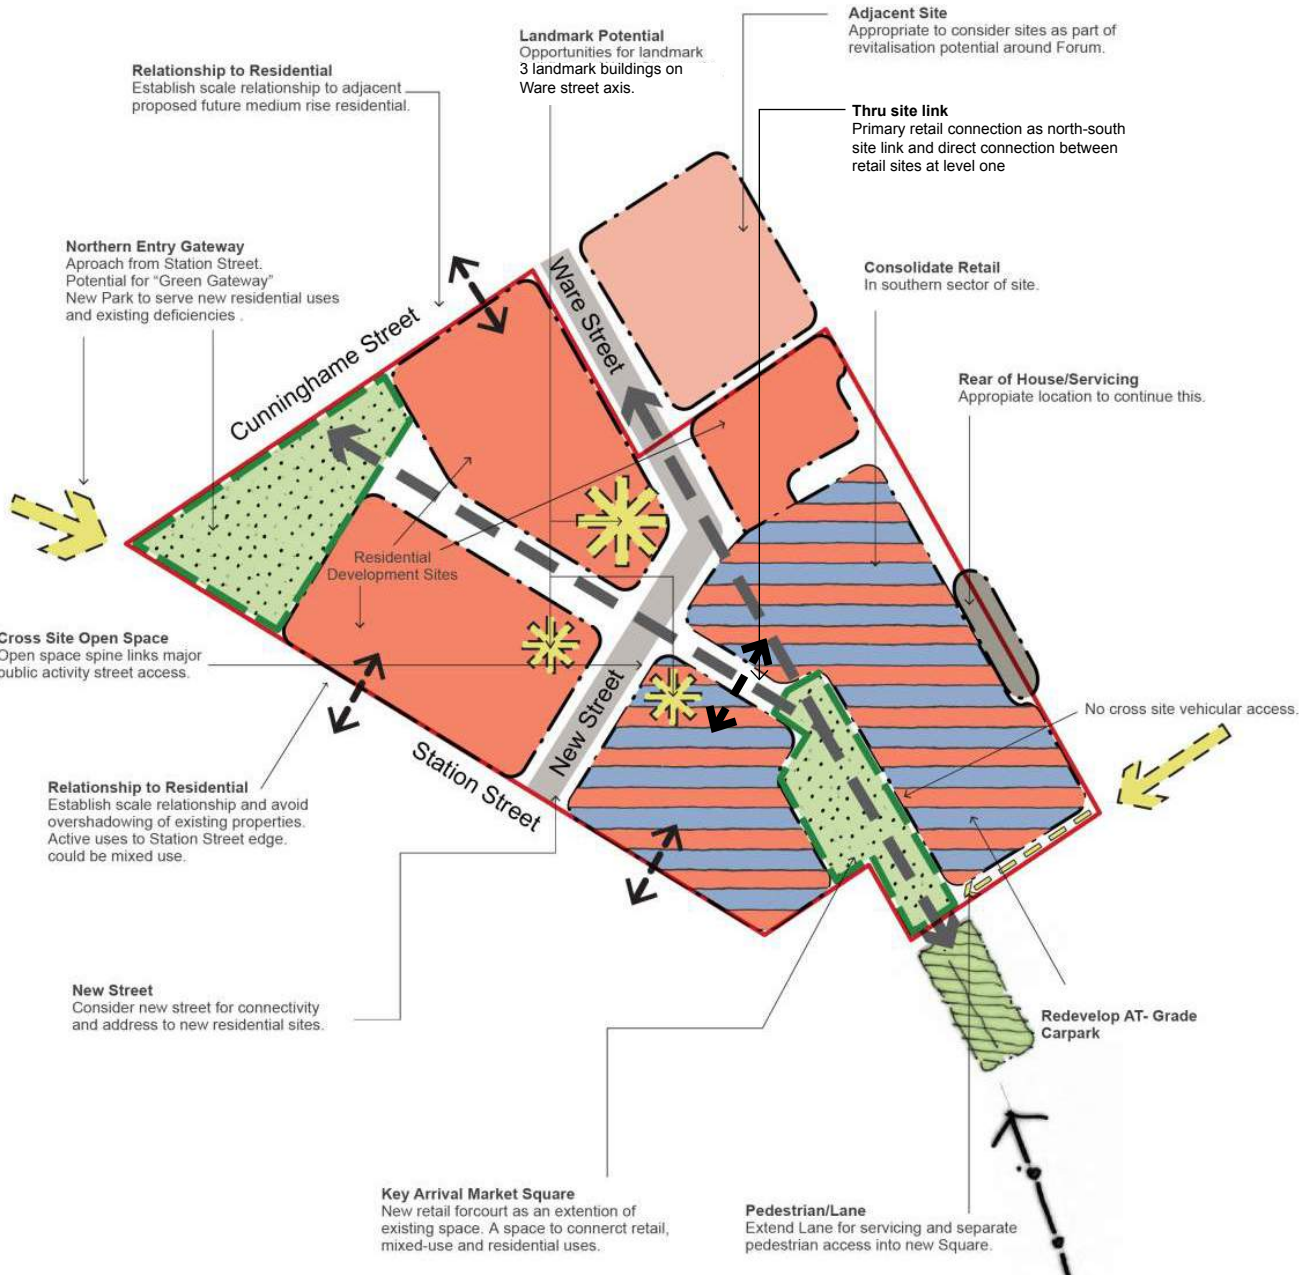 Adjacent Site
Appropriate to consider sites as part of
revitalisation potential around Forum.
Landmark Potential
Opportunities for landmark
3 landmark buildings on
Ware street axis.
Relationship to Residential
Establish scale relationship to adjacent
proposed future medium rise residential.
Thru site link
Primary retail connection as north-south
site link and direct connection between
retail sites at level one
Northern Entry Gateway
Aproach from Station Street.
Potential for “Green Gateway”
New Park to serve new residential uses
and existing deficiencies .
Consolidate Retail
In southern sector of site.
Ware Street
Cunninghame Street
Rear of House/Servicing
Appropiate location to continue this.
Residential
Development Sites
Cross Site Open Space
Open space spine links major
public activity street access.
New Street
Station Street
No cross site vehicular access.
Relationship to Residential
Establish scale relationship and avoid
overshadowing of existing properties.
Active uses to Station Street edge.
could be mixed use.
New Street
Consider new street for connectivity
and address to new residential sites.
Redevelop AT- Grade
Carpark
Key Arrival Market Square
New retail forcourt as an extention of
existing space. A space to connerct retail,
mixed-use and residential uses.
Pedestrian/Lane
Extend Lane for servicing and separate
pedestrian access into new Square.